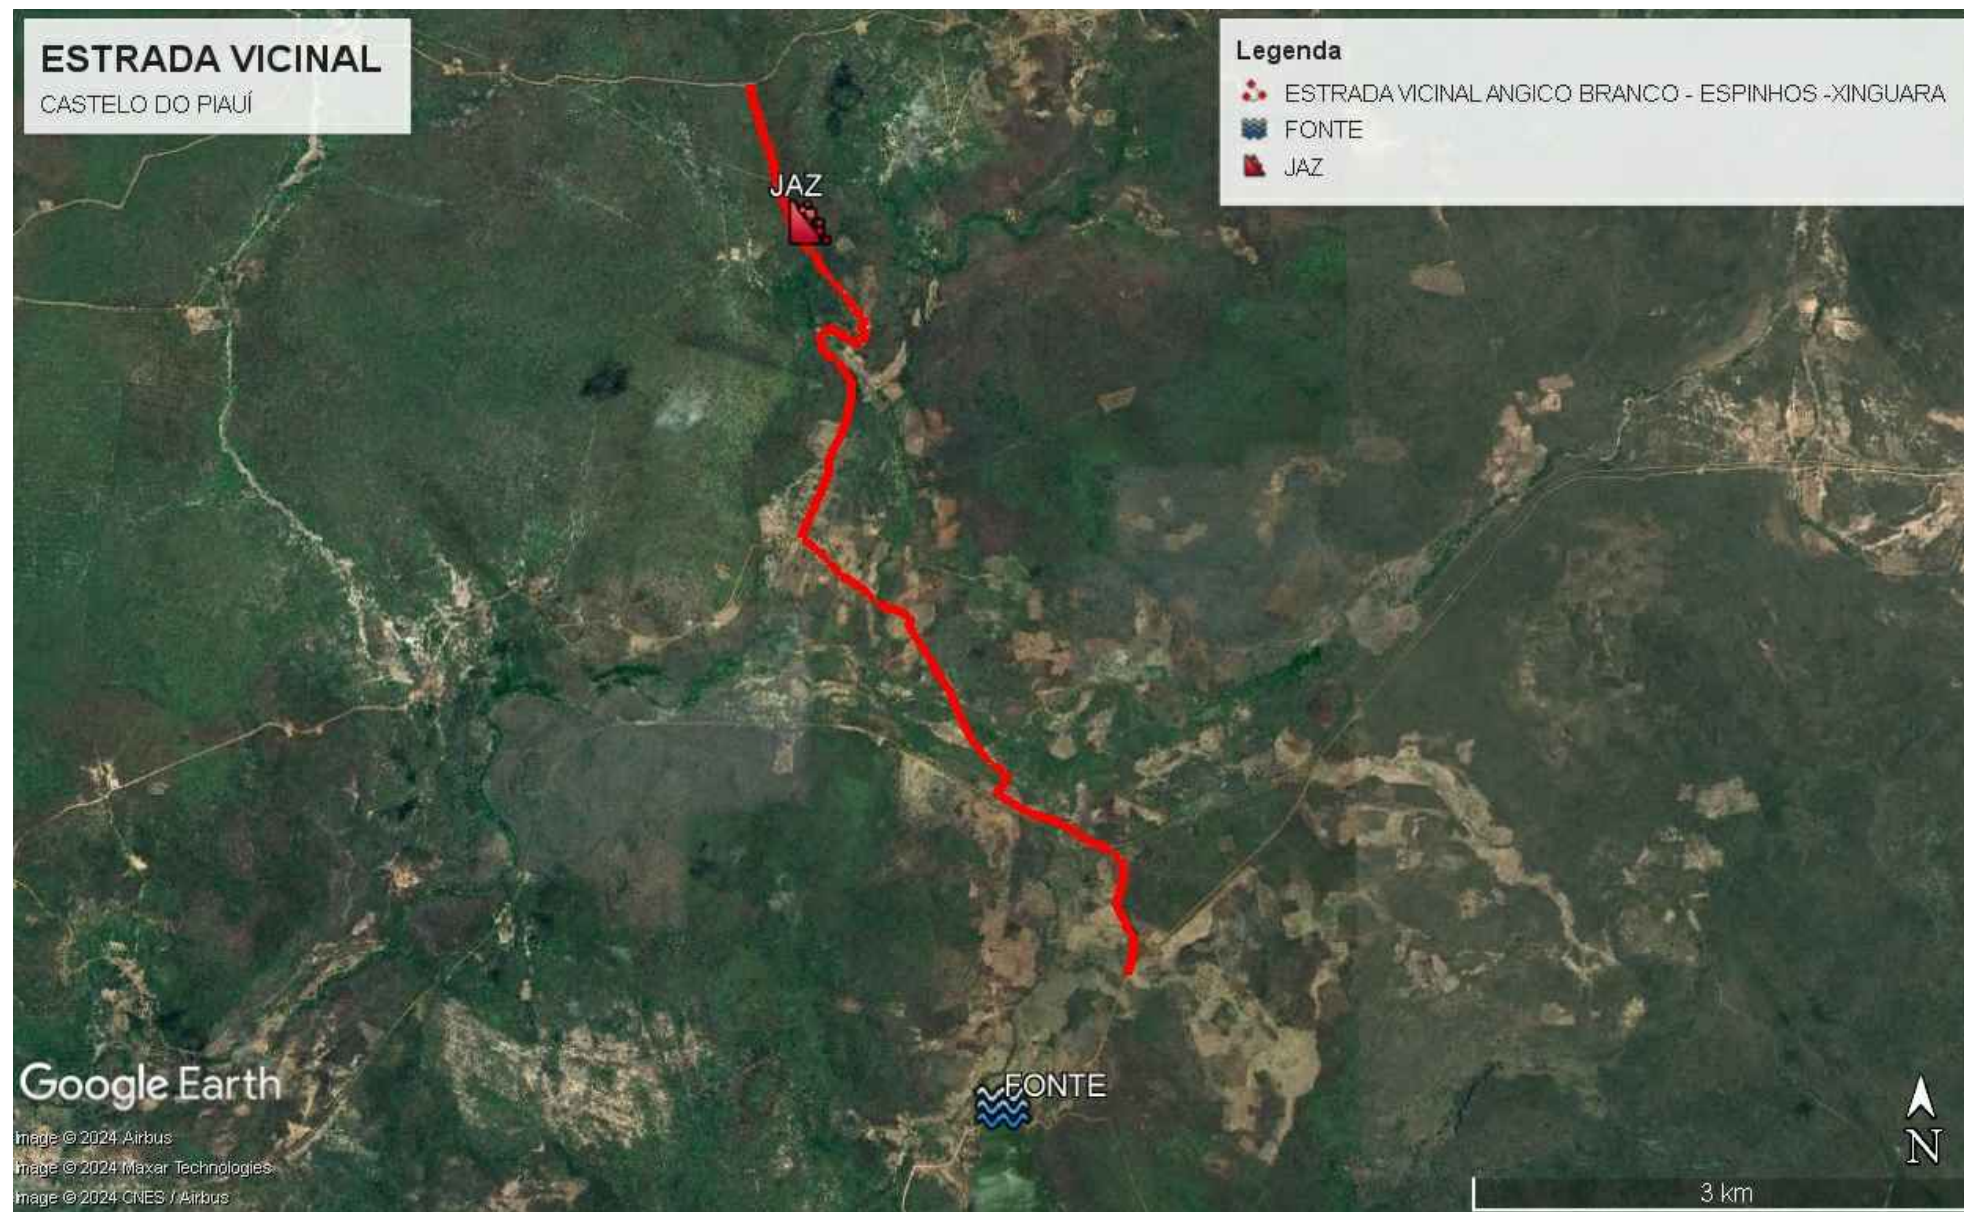 ESTRADA VICINAL
CASTELO DO PIAUÍ
Legenda
ESTRADA VICINAL ANGICO BRANCO - ESPINHOS -XINGUARA
FONTE
JAZ
JAZ
FONTE
Google Earth
Image © 2024 Airbus
Image © 2024 Maxar Technologies
Image © 2024 CNES / Airbus
N
3 km